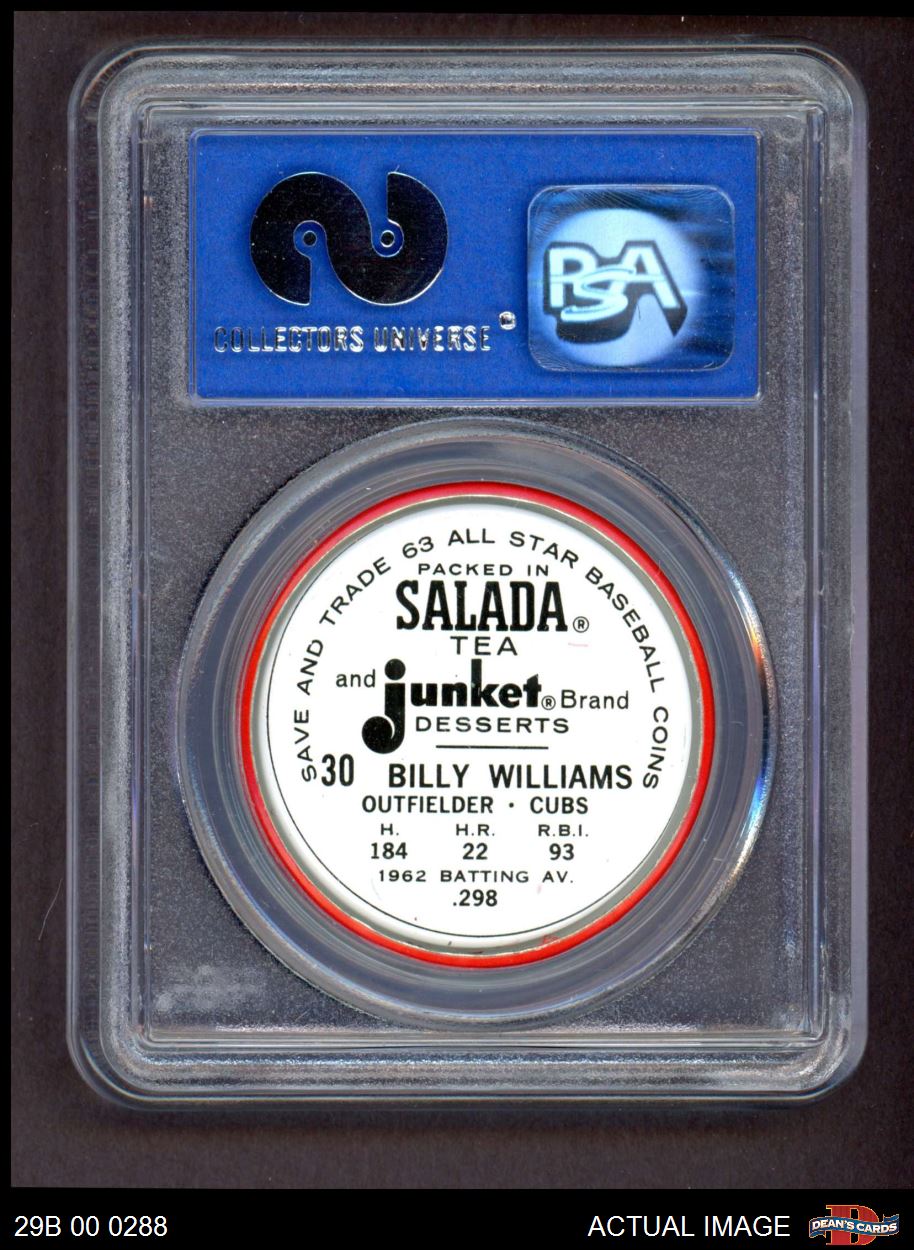 COLLECTORS UNIVERSE®
PSA
SAVE AND TRADE 63 ALL STAR BASEBALL COINS
PACKED IN
SALADA®
TEA
and junket® Brand
DESSERTS
30 BILLY WILLIAMS
OUTFIELDER · CUBS
H. H.R. R.B.I.
184 22 93
1962 BATTING AV.
.298
29B 00 0288
ACTUAL IMAGE
DEAN'S CARDS